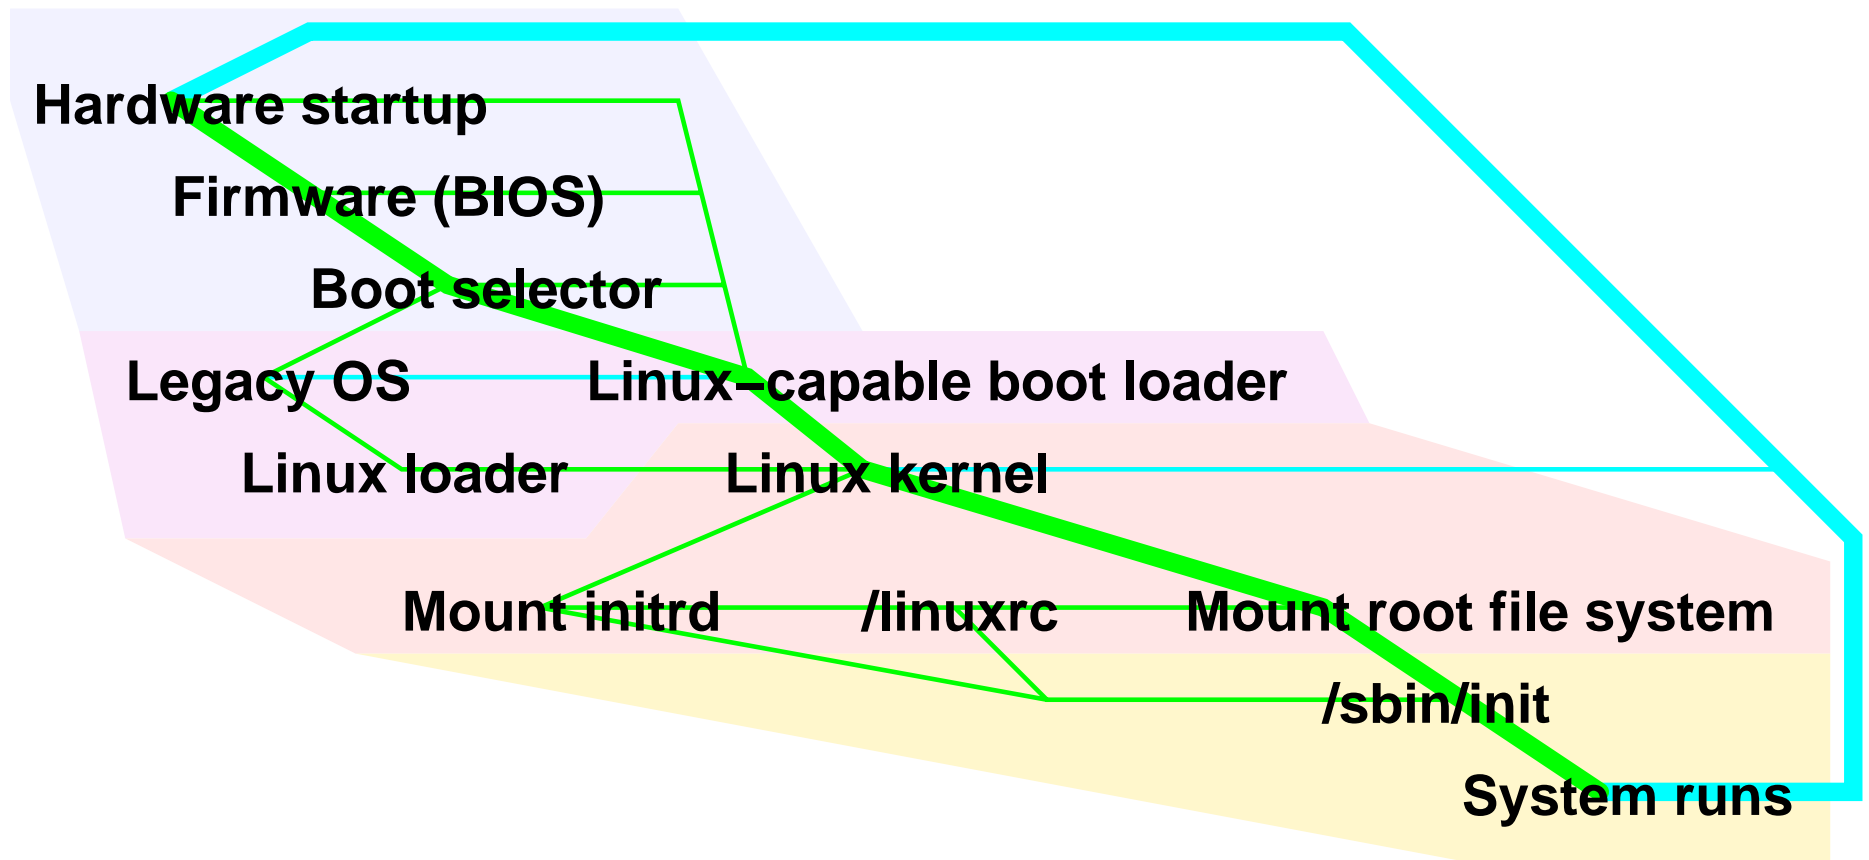 Hardware startup
Firmware (BIOS)
Boot selector
Legacy OS
Linux–capable boot loader
Linux loader
Linux kernel
Mount initrd
/linuxrc
Mount root file system
/sbin/init
System runs